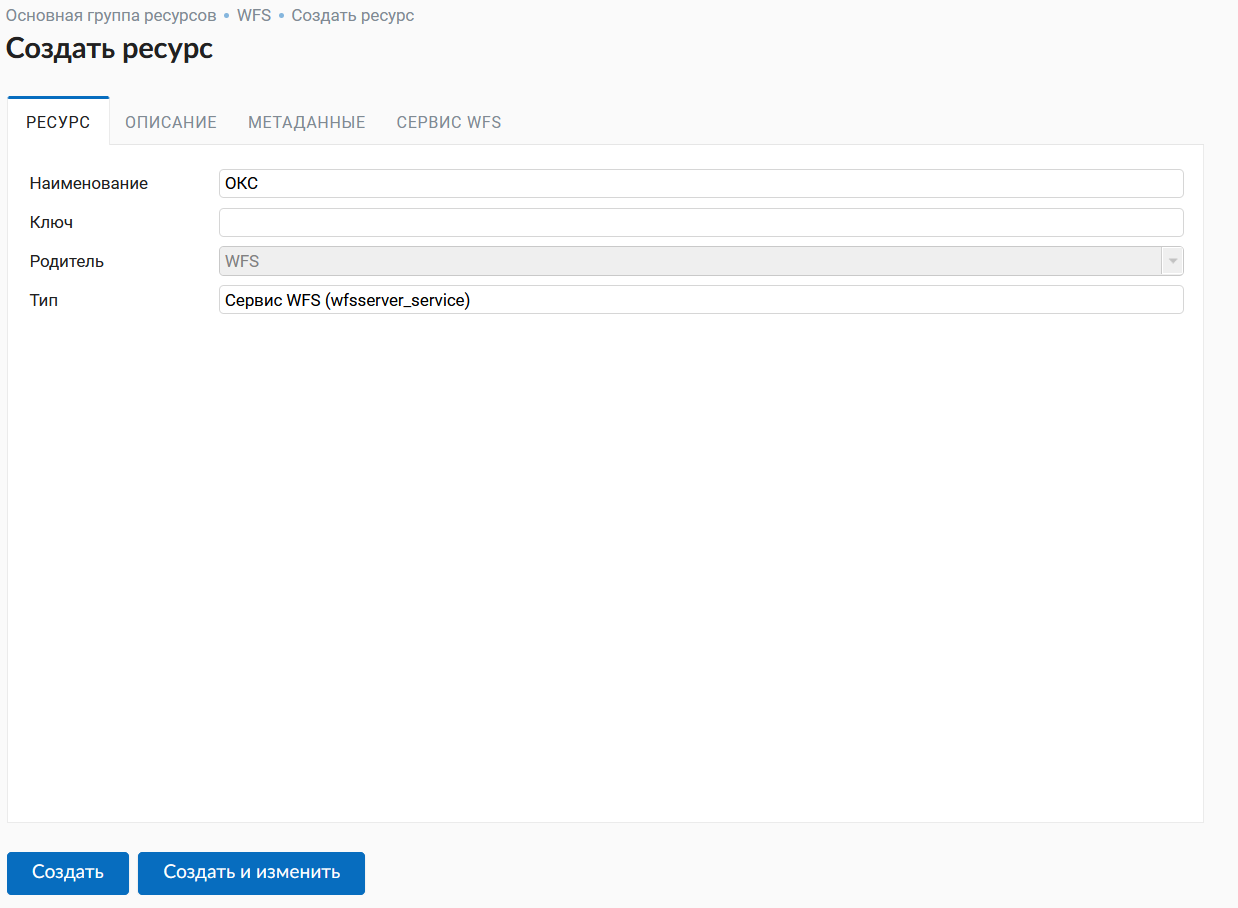 Основная группа ресурсов • WFS • Создать ресурс
Создать ресурс
РЕСУРС ОПИСАНИЕ МЕТАДАННЫЕ СЕРВИС WFS
Наименование ОКС
Ключ
Родитель WFS
Тип Сервис WFS (wfsserver_service)
Создать Создать и изменить